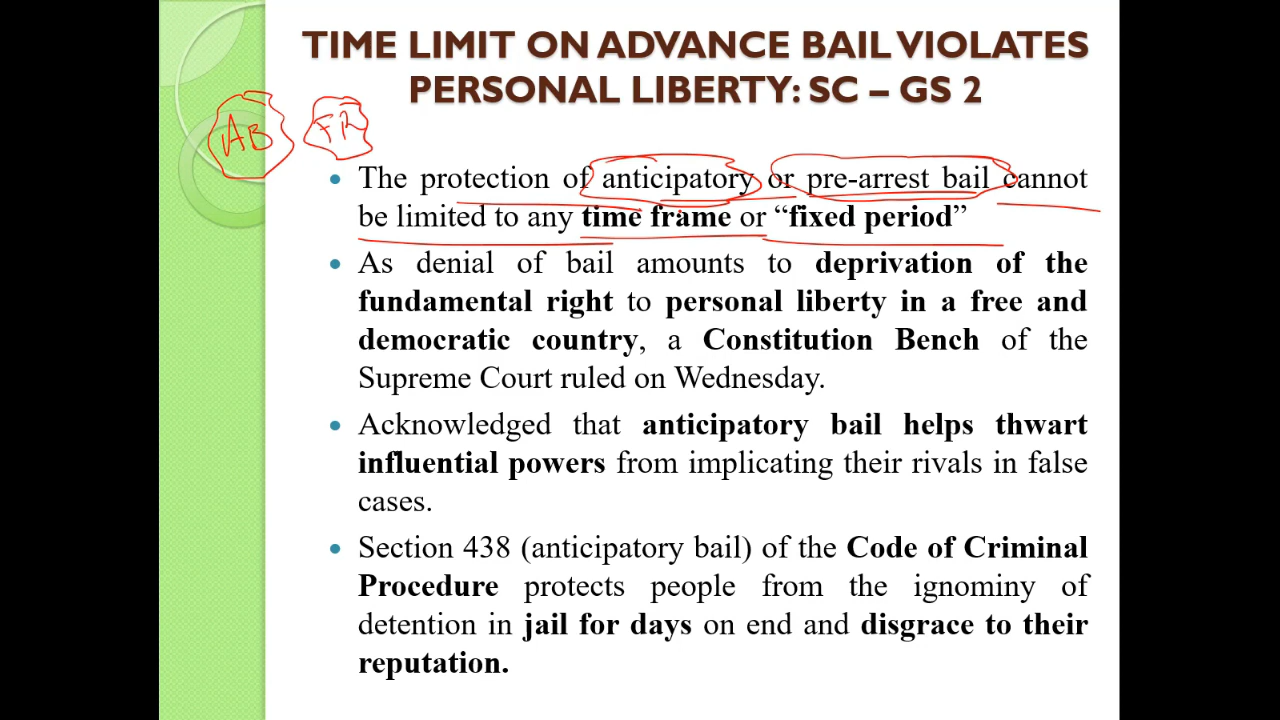 TIME LIMIT ON ADVANCE BAIL VIOLATES
PERSONAL LIBERTY: SC – GS 2
AB FR
• The protection of anticipatory or pre-arrest bail cannot
be limited to any time frame or “fixed period”
• As denial of bail amounts to deprivation of the
fundamental right to personal liberty in a free and
democratic country, a Constitution Bench of the
Supreme Court ruled on Wednesday.
• Acknowledged that anticipatory bail helps thwart
influential powers from implicating their rivals in false
cases.
• Section 438 (anticipatory bail) of the Code of Criminal
Procedure protects people from the ignominy of
detention in jail for days on end and disgrace to their
reputation.